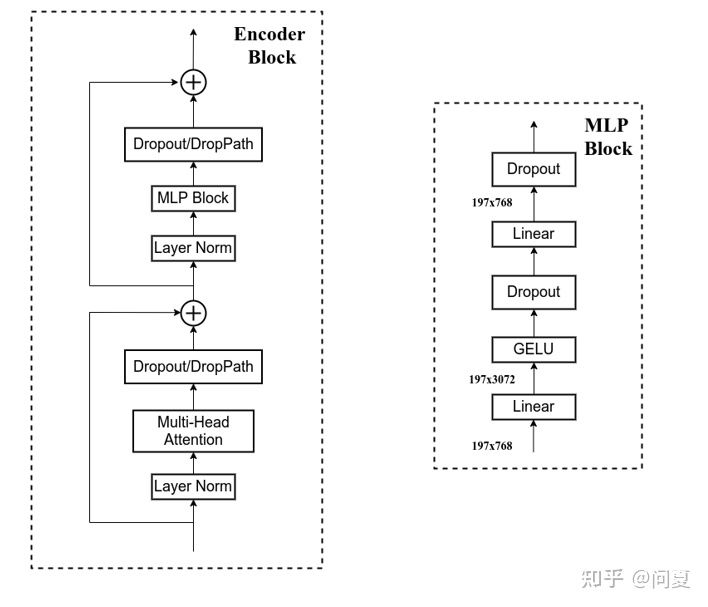 Encoder
Block
Dropout/DropPath
MLP Block
Layer Norm
Dropout/DropPath
Multi-Head
Attention
Layer Norm
MLP
Block
Dropout
197x768
Linear
Dropout
GELU
197x3072
Linear
197x768
知乎 @问夏